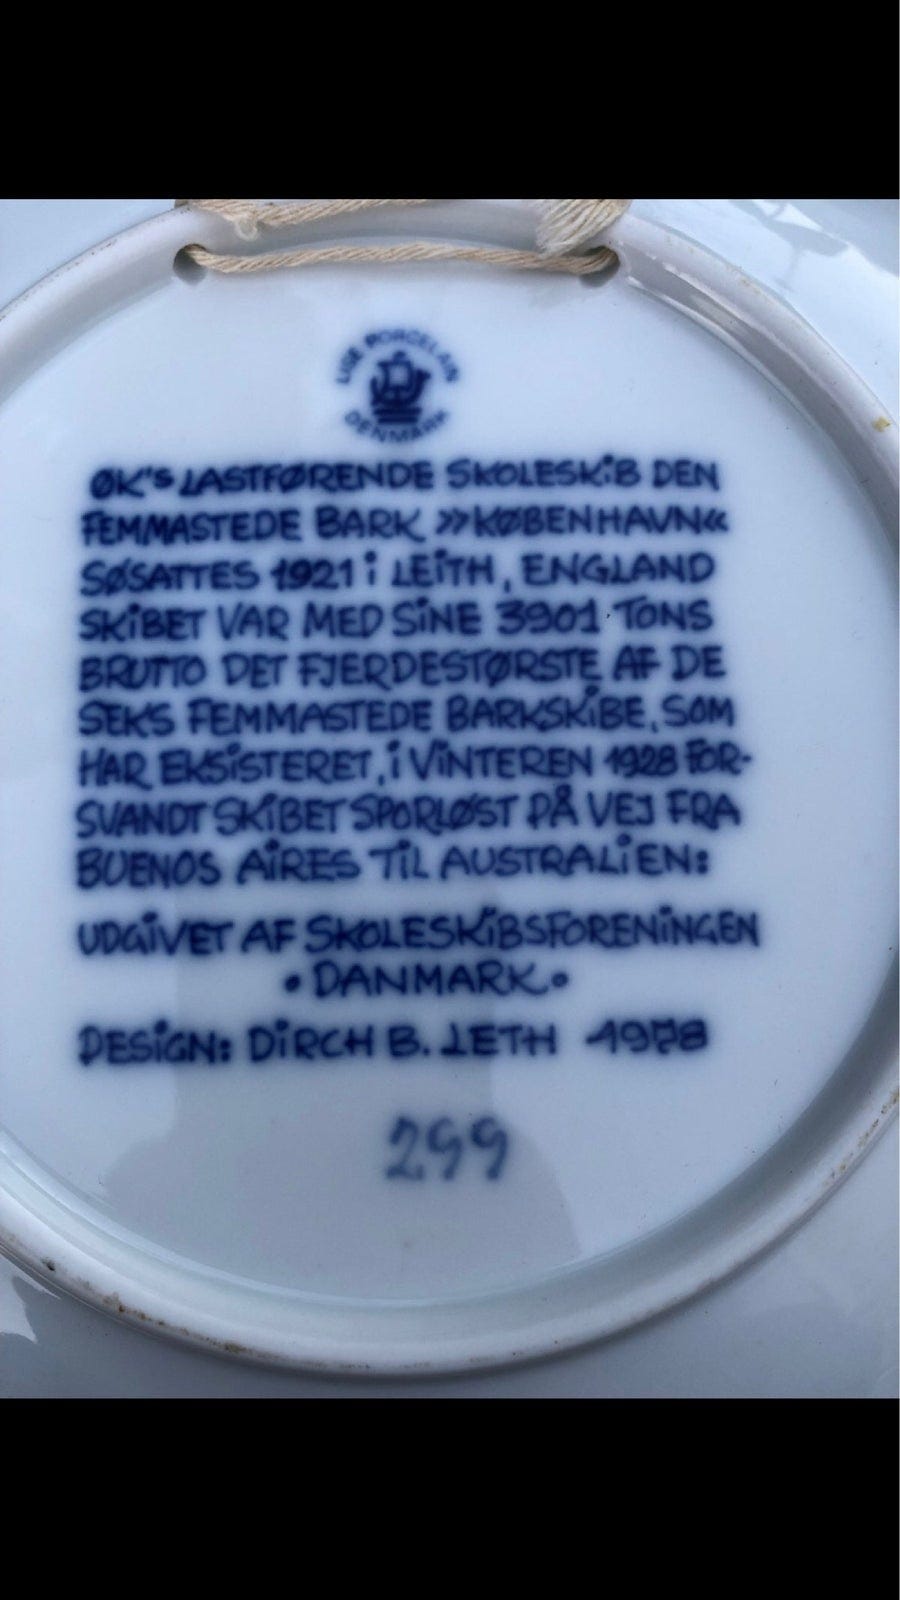 LIGE PORCELAIN
DENMARK
ØK'S LASTFØRENDE SKOLESKiB DEN
FEMMASTEDE BARK »KØBENHAVN«
SØSATTES 1921 i LEiTH, ENGLAND
SKiBET VAR MED SiNE 3901 TONS
BRUTTO DET FJERDESTØRSTE AF DE
SEKS FEMMASTEDE BARKSKiBE, SOM
HAR EKSiSTERET, i ViNTEREN 1928 FOR-
SVANDT SKiBET SPORLØST PÅ VEJ FRA
BUENOS AiRES TiL AUSTRALiEN:
UDGiVET AF SKOLESKiBSFORENiNGEN
• DANMARK •
DESiGN: DiRCH B. LETH 1978
299